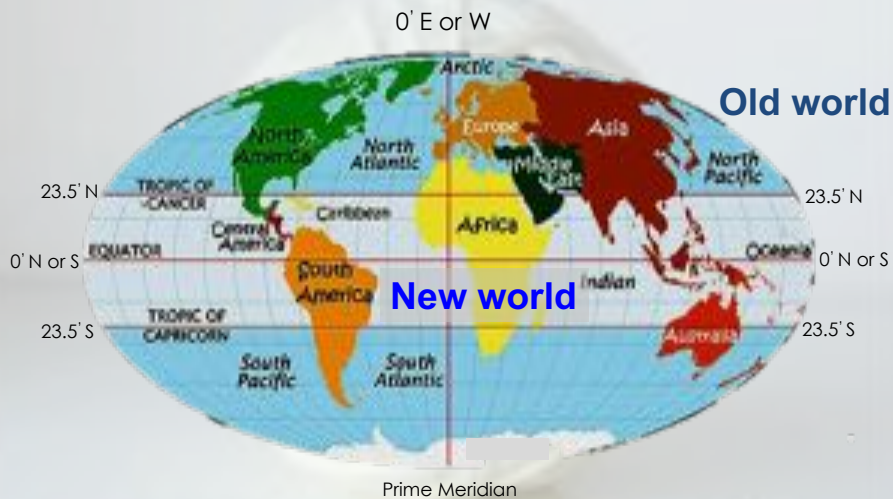 0' E or W
Arctic
Old world
North
America
North
Atlantic
Europe
Asia
Middle
East
North
Pacific
23.5' N
TROPIC OF
CANCER
23.5' N
Caribbean
Central
America
Africa
0' N or S
EQUATOR
Oceania
0' N or S
South
America
New world
Indian
23.5' S
TROPIC OF
CAPRICORN
Australia
23.5' S
South
Pacific
South
Atlantic
Prime Meridian